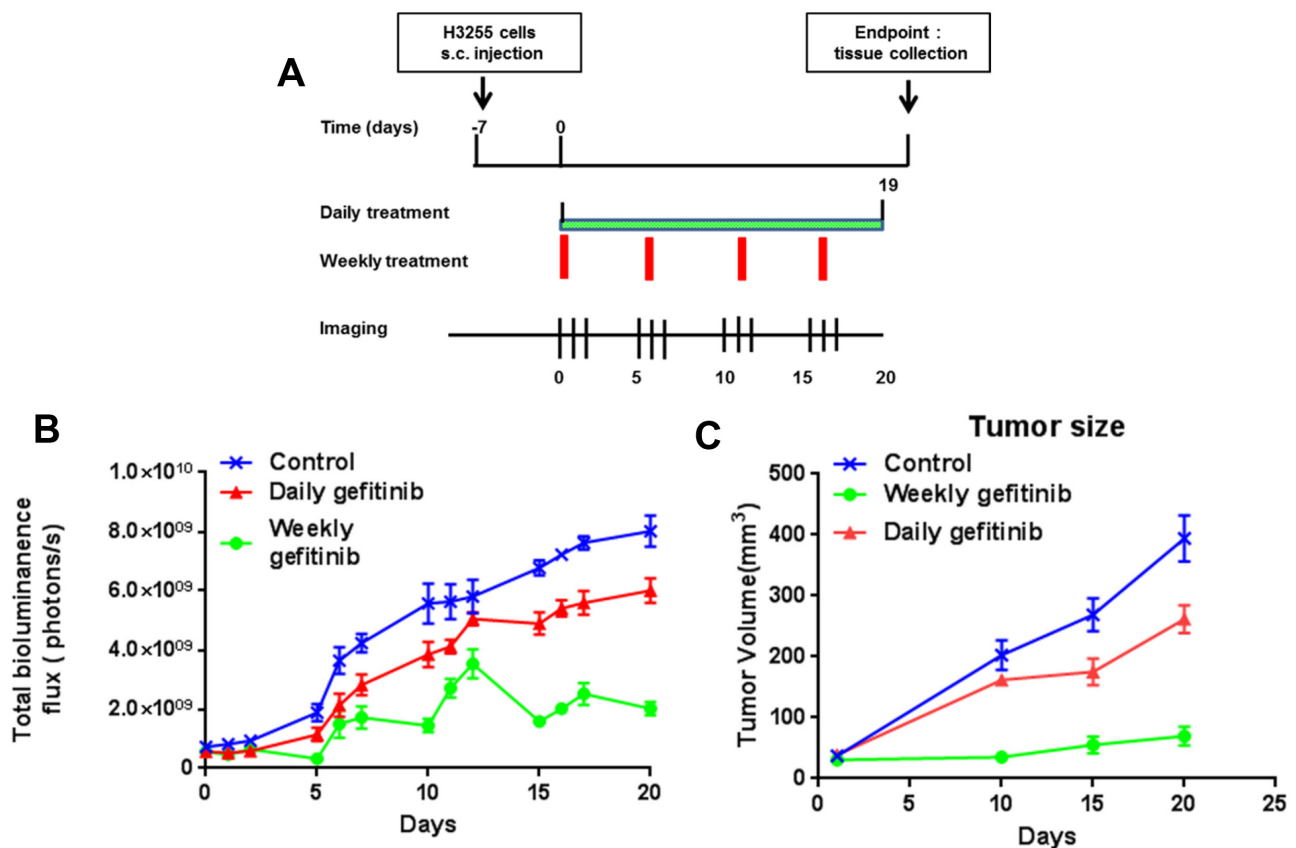 A
H3255 cells
s.c. injection
Endpoint :
tissue collection
Time (days)
-7
0
19
Daily treatment
Weekly treatment
Imaging
0
5
10
15
20
B
Total bioluminanence
flux ( photons/s)
1.0×10¹⁰
8.0×10⁰⁹
6.0×10⁰⁹
4.0×10⁰⁹
2.0×10⁰⁹
0
Control
Daily gefitinib
Weekly
gefitinib
0
5
10
15
20
Days
C
Tumor size
Tumor Volume(mm³)
500
400
300
200
100
0
Control
Weekly gefitinib
Daily gefitinib
0
5
10
15
20
25
Days